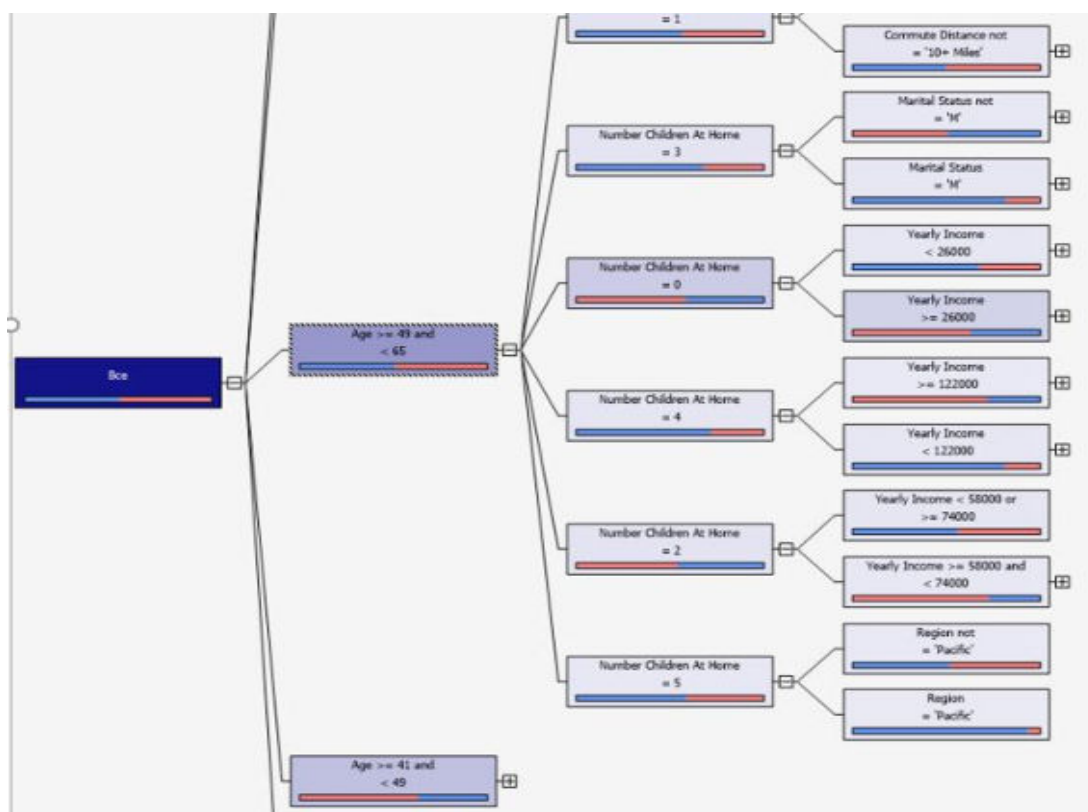 Все
Age >= 49 and
< 65
Age >= 41 and
< 49
= 1
Number Children At Home
= 3
Number Children At Home
= 0
Number Children At Home
= 4
Number Children At Home
= 2
Number Children At Home
= 5
Commute Distance not
= '10+ Miles'
Marital Status not
= 'M'
Marital Status
= 'M'
Yearly Income
< 26000
Yearly Income
>= 26000
Yearly Income
>= 122000
Yearly Income
< 122000
Yearly Income < 58000 or
>= 74000
Yearly Income >= 58000 and
< 74000
Region not
= 'Pacific'
Region
= 'Pacific'